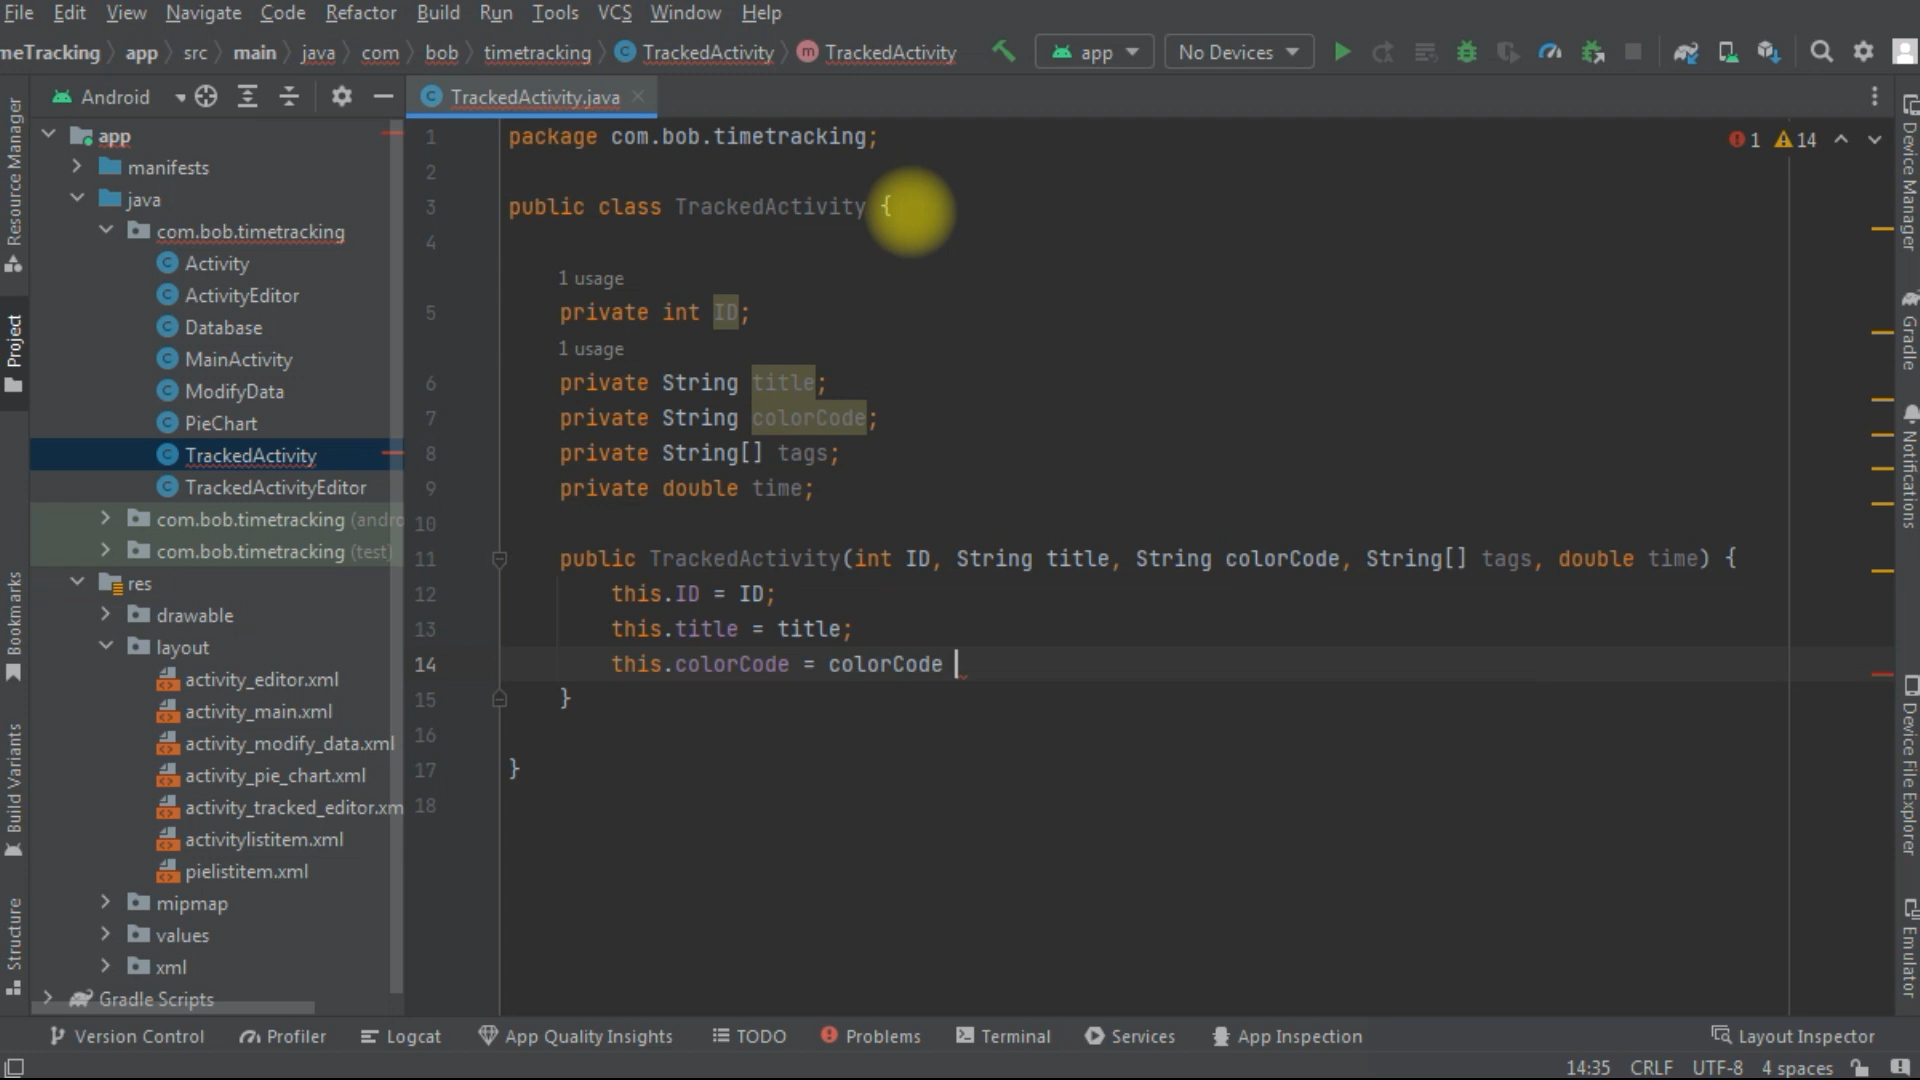 File Edit View Navigate Code Refactor Build Run Tools VCS Window Help
meTracking app src main java com bob timetracking TrackedActivity TrackedActivity app No Devices
Android
TrackedActivity.java
Resource Manager
Project
Bookmarks
Build Variants
Structure
app
manifests
java
com.bob.timetracking
Activity
ActivityEditor
Database
MainActivity
ModifyData
PieChart
TrackedActivity
TrackedActivityEditor
com.bob.timetracking (andro
com.bob.timetracking (test)
res
drawable
layout
activity_editor.xml
activity_main.xml
activity_modify_data.xml
activity_pie_chart.xml
activity_tracked_editor.xm
activitylistitem.xml
pielistitem.xml
mipmap
values
xml
Gradle Scripts
1 package com.bob.timetracking;
2
3 public class TrackedActivity {
4
1 usage
5 private int ID;
1 usage
6 private String title;
7 private String colorCode;
8 private String[] tags;
9 private double time;
10
11 public TrackedActivity(int ID, String title, String colorCode, String[] tags, double time) {
12 this.ID = ID;
13 this.title = title;
14 this.colorCode = colorCode
15 }
16
17 }
18
1 14
Device Manager
Gradle
Notifications
Device File Explorer
Emulator
Version Control Profiler Logcat App Quality Insights TODO Problems Terminal Services App Inspection Layout Inspector
14:35 CRLF UTF-8 4 spaces